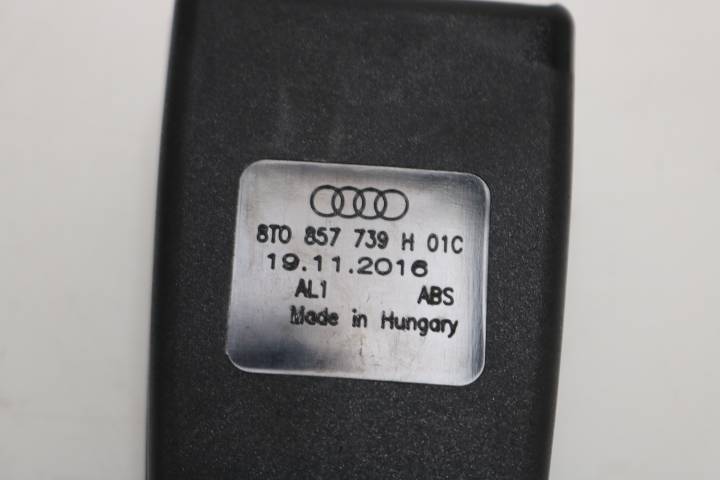 8T0 857 739 H 01C
19.11.2016
AL1 ABS
Made in Hungary